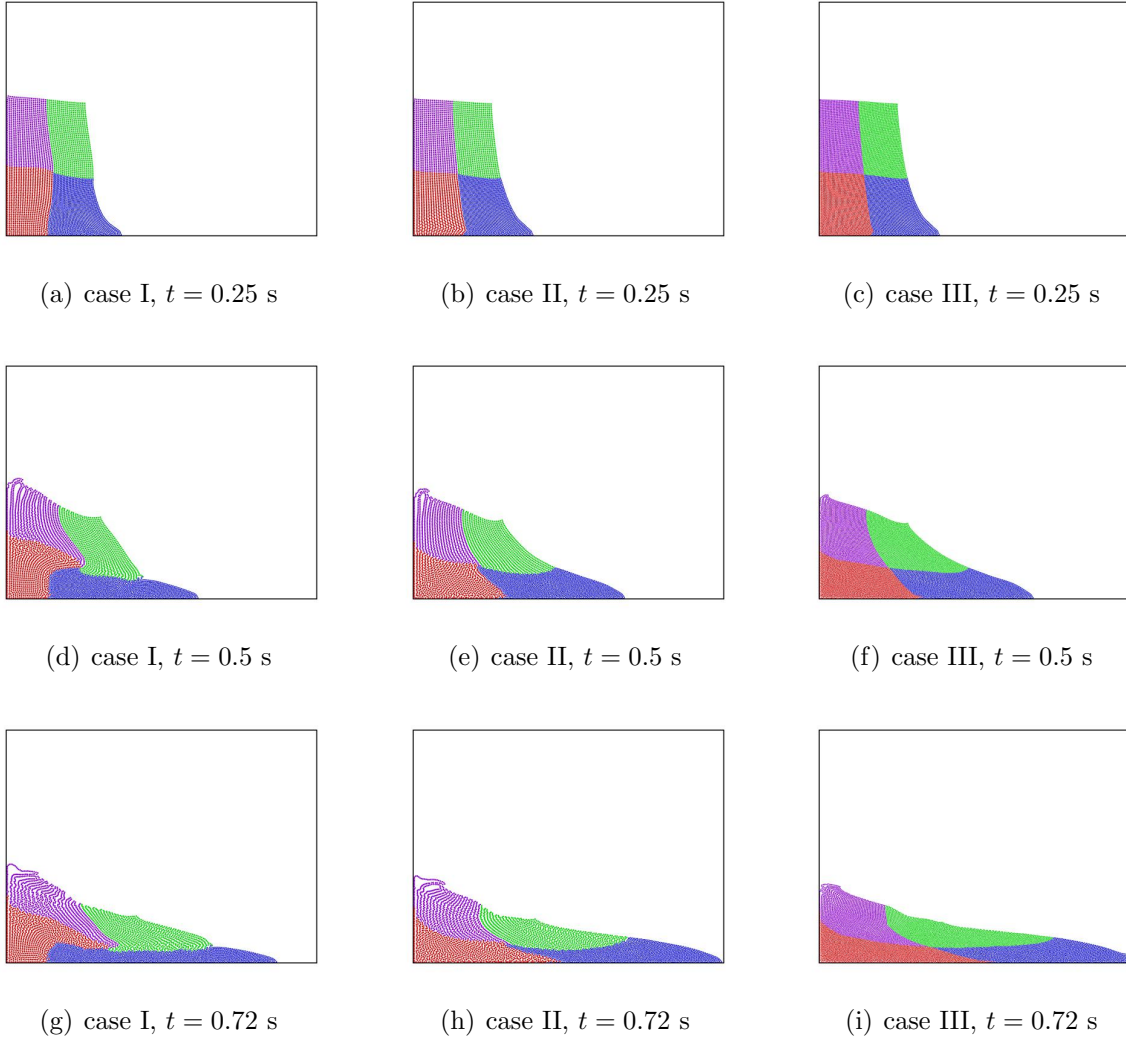 (a) case I, t = 0.25 s
(b) case II, t = 0.25 s
(c) case III, t = 0.25 s
(d) case I, t = 0.5 s
(e) case II, t = 0.5 s
(f) case III, t = 0.5 s
(g) case I, t = 0.72 s
(h) case II, t = 0.72 s
(i) case III, t = 0.72 s